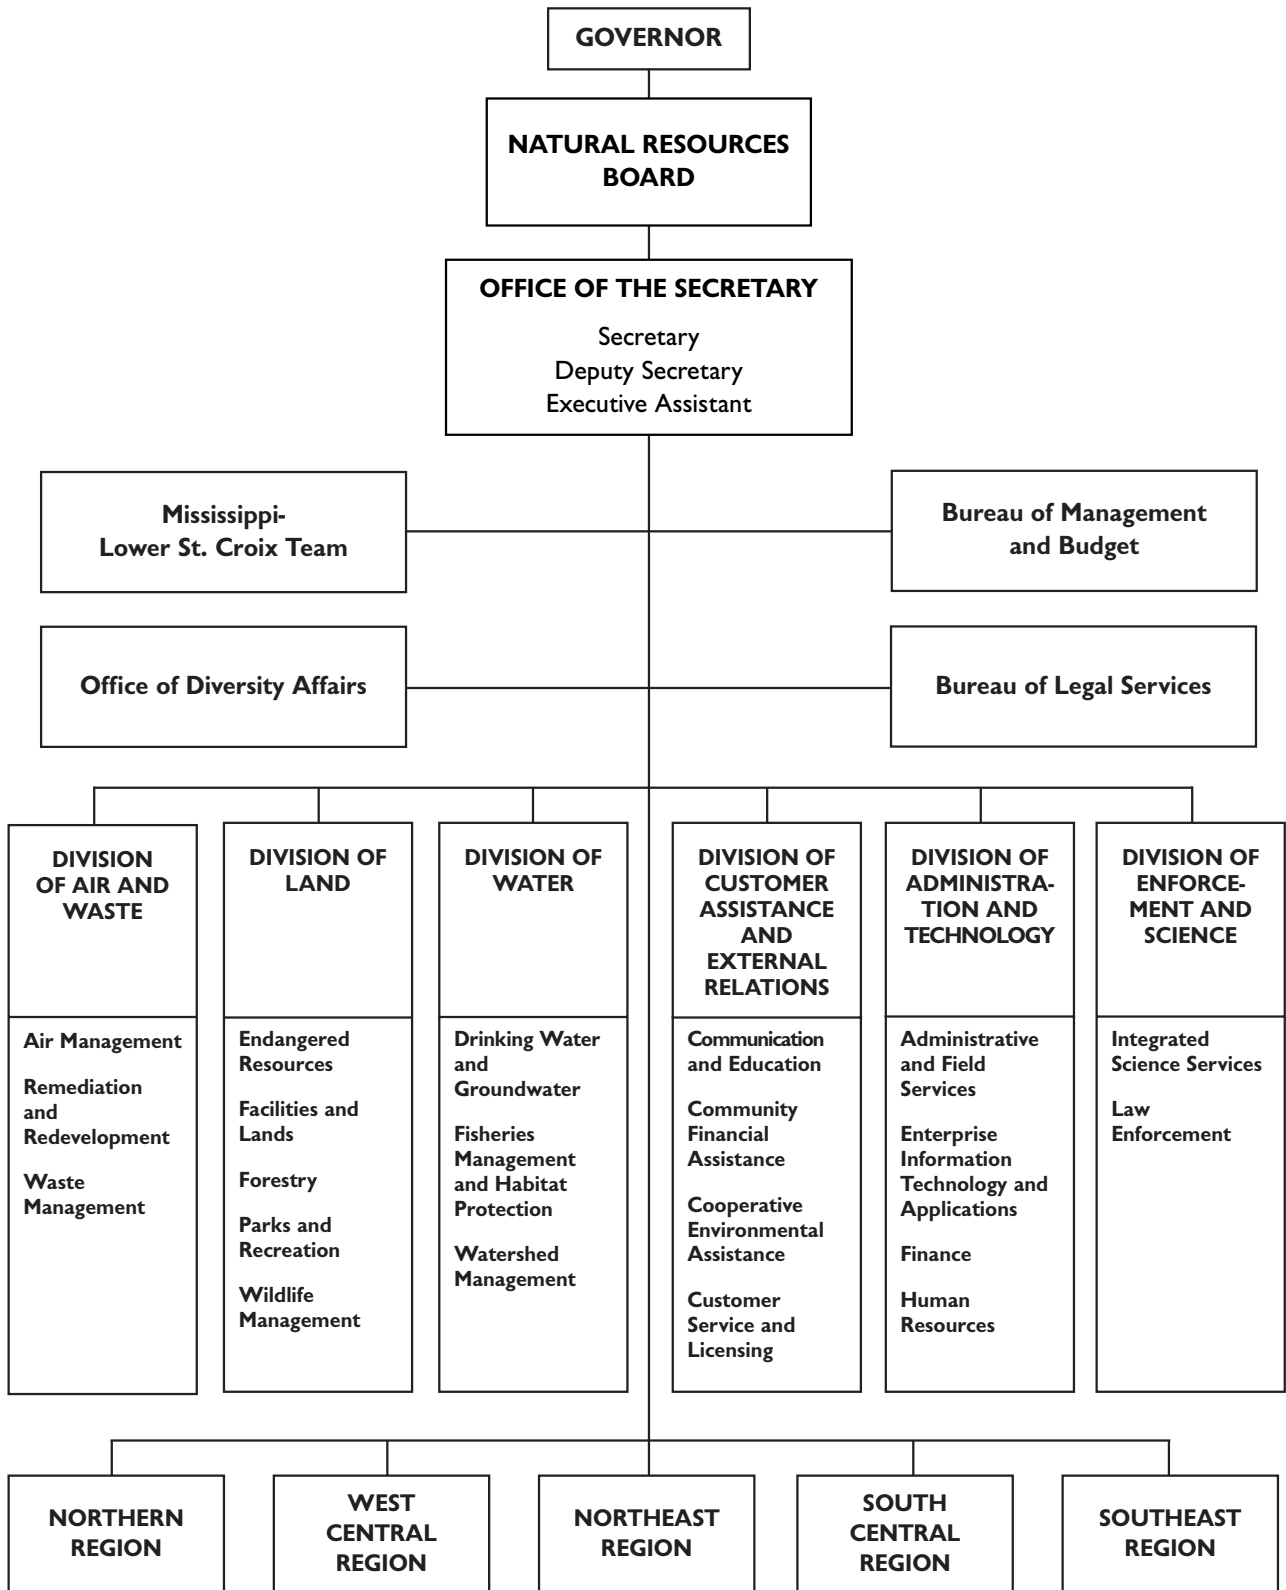 GOVERNOR
NATURAL RESOURCES
BOARD
OFFICE OF THE SECRETARY
Secretary
Deputy Secretary
Executive Assistant
Mississippi-
Lower St. Croix Team
Bureau of Management
and Budget
Office of Diversity Affairs
Bureau of Legal Services
DIVISION
OF AIR AND
WASTE
Air Management
Remediation
and
Redevelopment
Waste
Management
DIVISION OF
LAND
Endangered
Resources
Facilities and
Lands
Forestry
Parks and
Recreation
Wildlife
Management
DIVISION OF
WATER
Drinking Water
and
Groundwater
Fisheries
Management
and Habitat
Protection
Watershed
Management
DIVISION OF
CUSTOMER
ASSISTANCE
AND
EXTERNAL
RELATIONS
Communication
and Education
Community
Financial
Assistance
Cooperative
Environmental
Assistance
Customer
Service and
Licensing
DIVISION OF
ADMINISTRA-
TION AND
TECHNOLOGY
Administrative
and Field
Services
Enterprise
Information
Technology and
Applications
Finance
Human
Resources
DIVISION OF
ENFORCE-
MENT AND
SCIENCE
Integrated
Science Services
Law
Enforcement
NORTHERN
REGION
WEST
CENTRAL
REGION
NORTHEAST
REGION
SOUTH
CENTRAL
REGION
SOUTHEAST
REGION